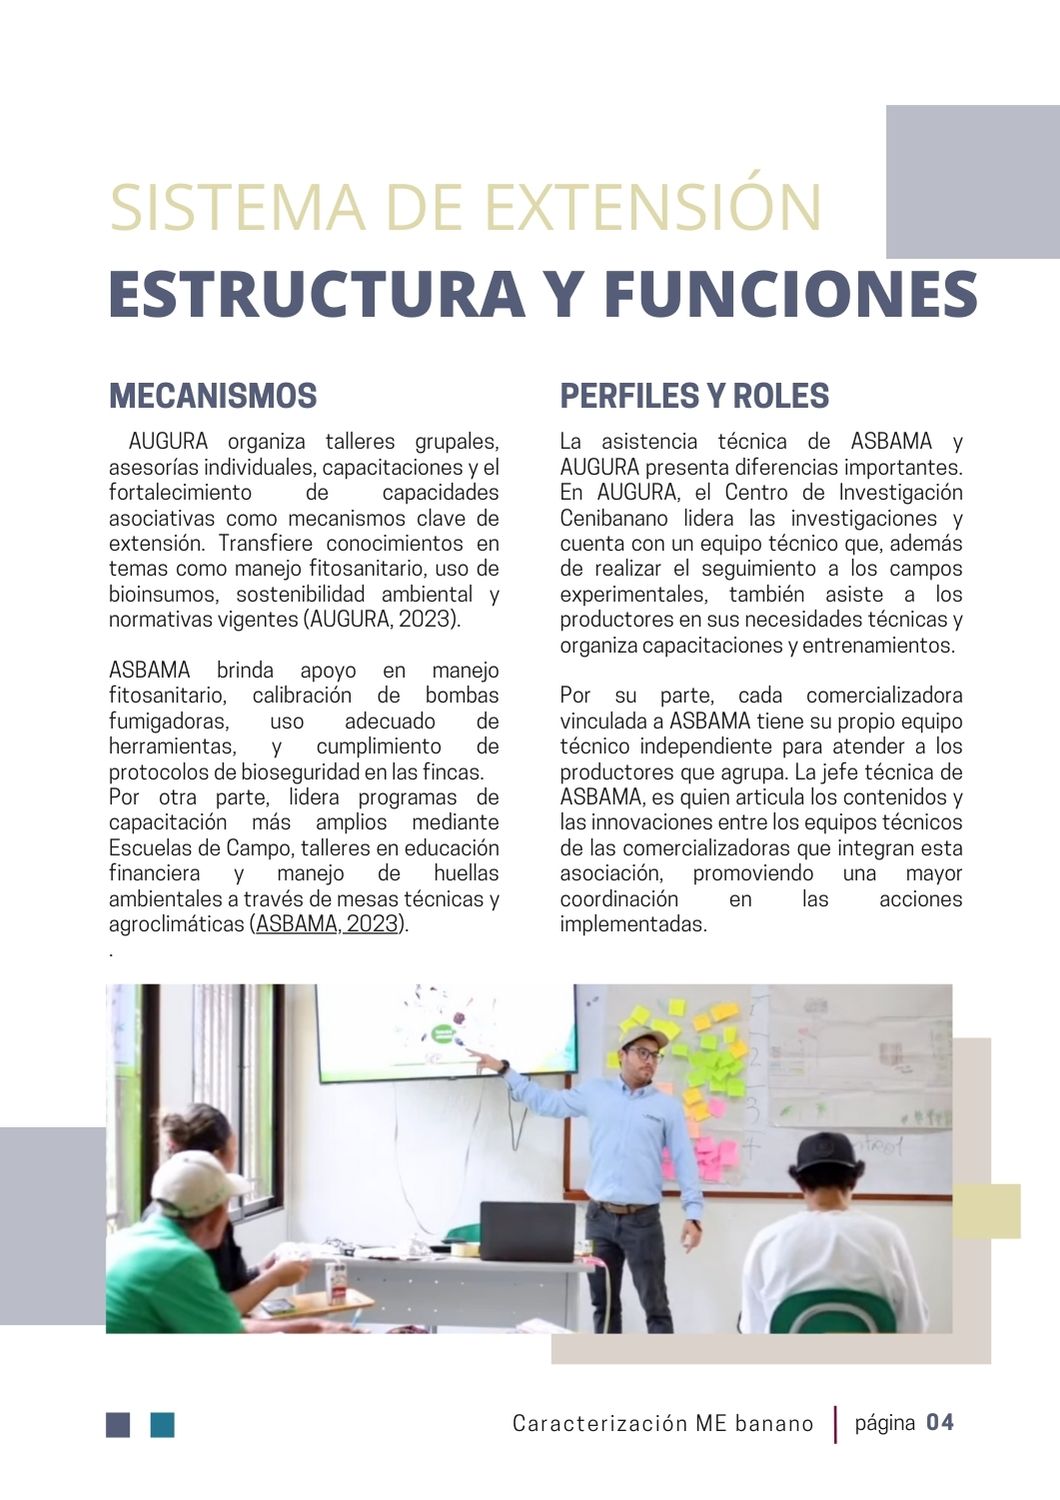 SISTEMA DE EXTENSIÓN
ESTRUCTURA Y FUNCIONES
MECANISMOS
AUGURA organiza talleres grupales,
asesorías individuales, capacitaciones y el
fortalecimiento de capacidades
asociativas como mecanismos clave de
extensión. Transfiere conocimientos en
temas como manejo fitosanitario, uso de
bioinsumos, sostenibilidad ambiental y
normativas vigentes (AUGURA, 2023).
ASBAMA brinda apoyo en manejo
fitosanitario, calibración de bombas
fumigadoras, uso adecuado de
herramientas, y cumplimiento de
protocolos de bioseguridad en las fincas.
Por otra parte, lidera programas de
capacitación más amplios mediante
Escuelas de Campo, talleres en educación
financiera y manejo de huellas
ambientales a través de mesas técnicas y
agroclimáticas (ASBAMA, 2023).
.
PERFILES Y ROLES
La asistencia técnica de ASBAMA y
AUGURA presenta diferencias importantes.
En AUGURA, el Centro de Investigación
Cenibanano lidera las investigaciones y
cuenta con un equipo técnico que, además
de realizar el seguimiento a los campos
experimentales, también asiste a los
productores en sus necesidades técnicas y
organiza capacitaciones y entrenamientos.
Por su parte, cada comercializadora
vinculada a ASBAMA tiene su propio equipo
técnico independiente para atender a los
productores que agrupa. La jefe técnica de
ASBAMA, es quien articula los contenidos y
las innovaciones entre los equipos técnicos
de las comercializadoras que integran esta
asociación, promoviendo una mayor
coordinación en las acciones
implementadas.
1
2
3
4
Caracterización ME banano
página 04